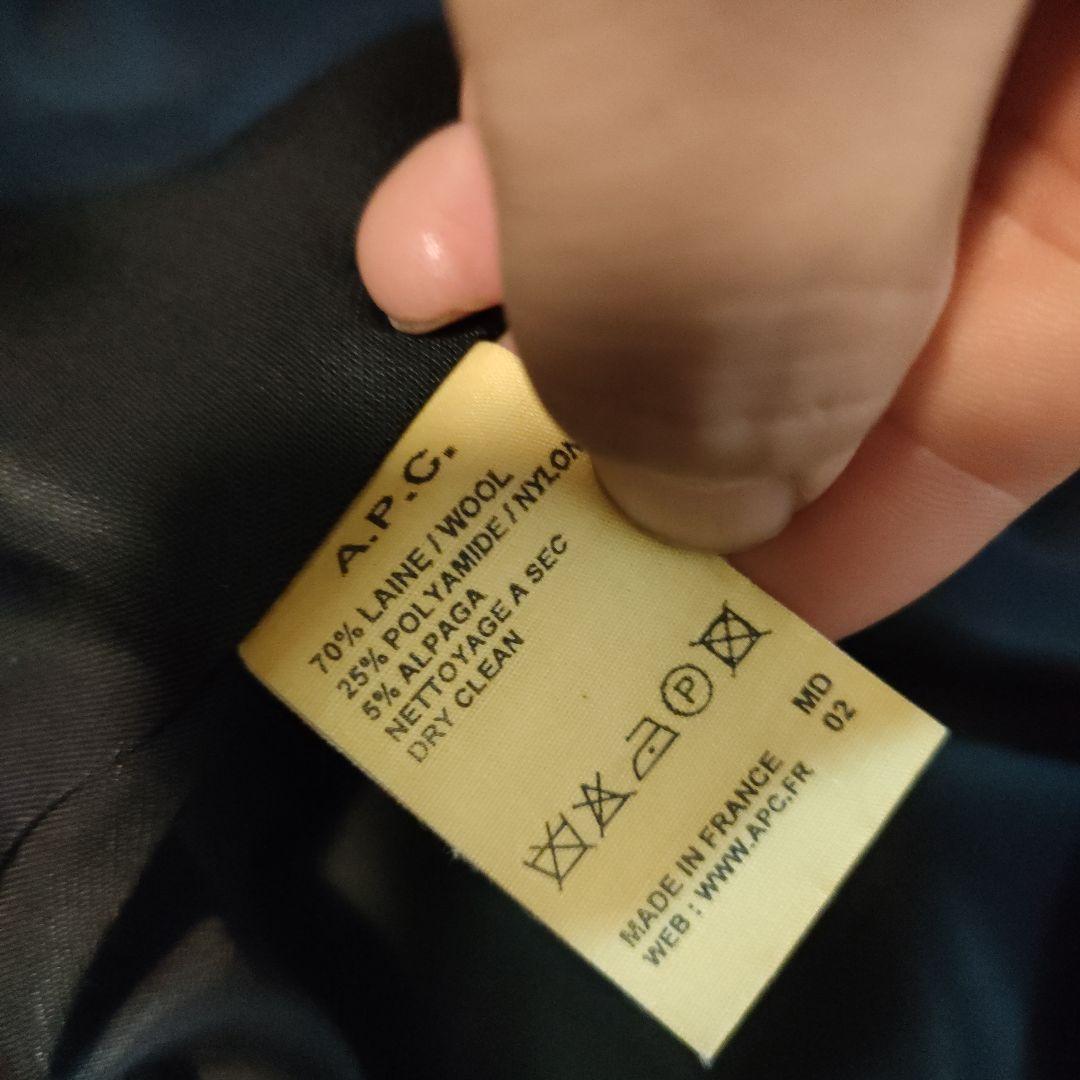 A.P.C.
70% LAINE / WOOL
25% POLYAMIDE / NYLON
5% ALPAGA
NETTOYAGE A SEC
DRY CLEAN
P
MADE IN FRANCE MD
WEB : WWW.APC.FR 02